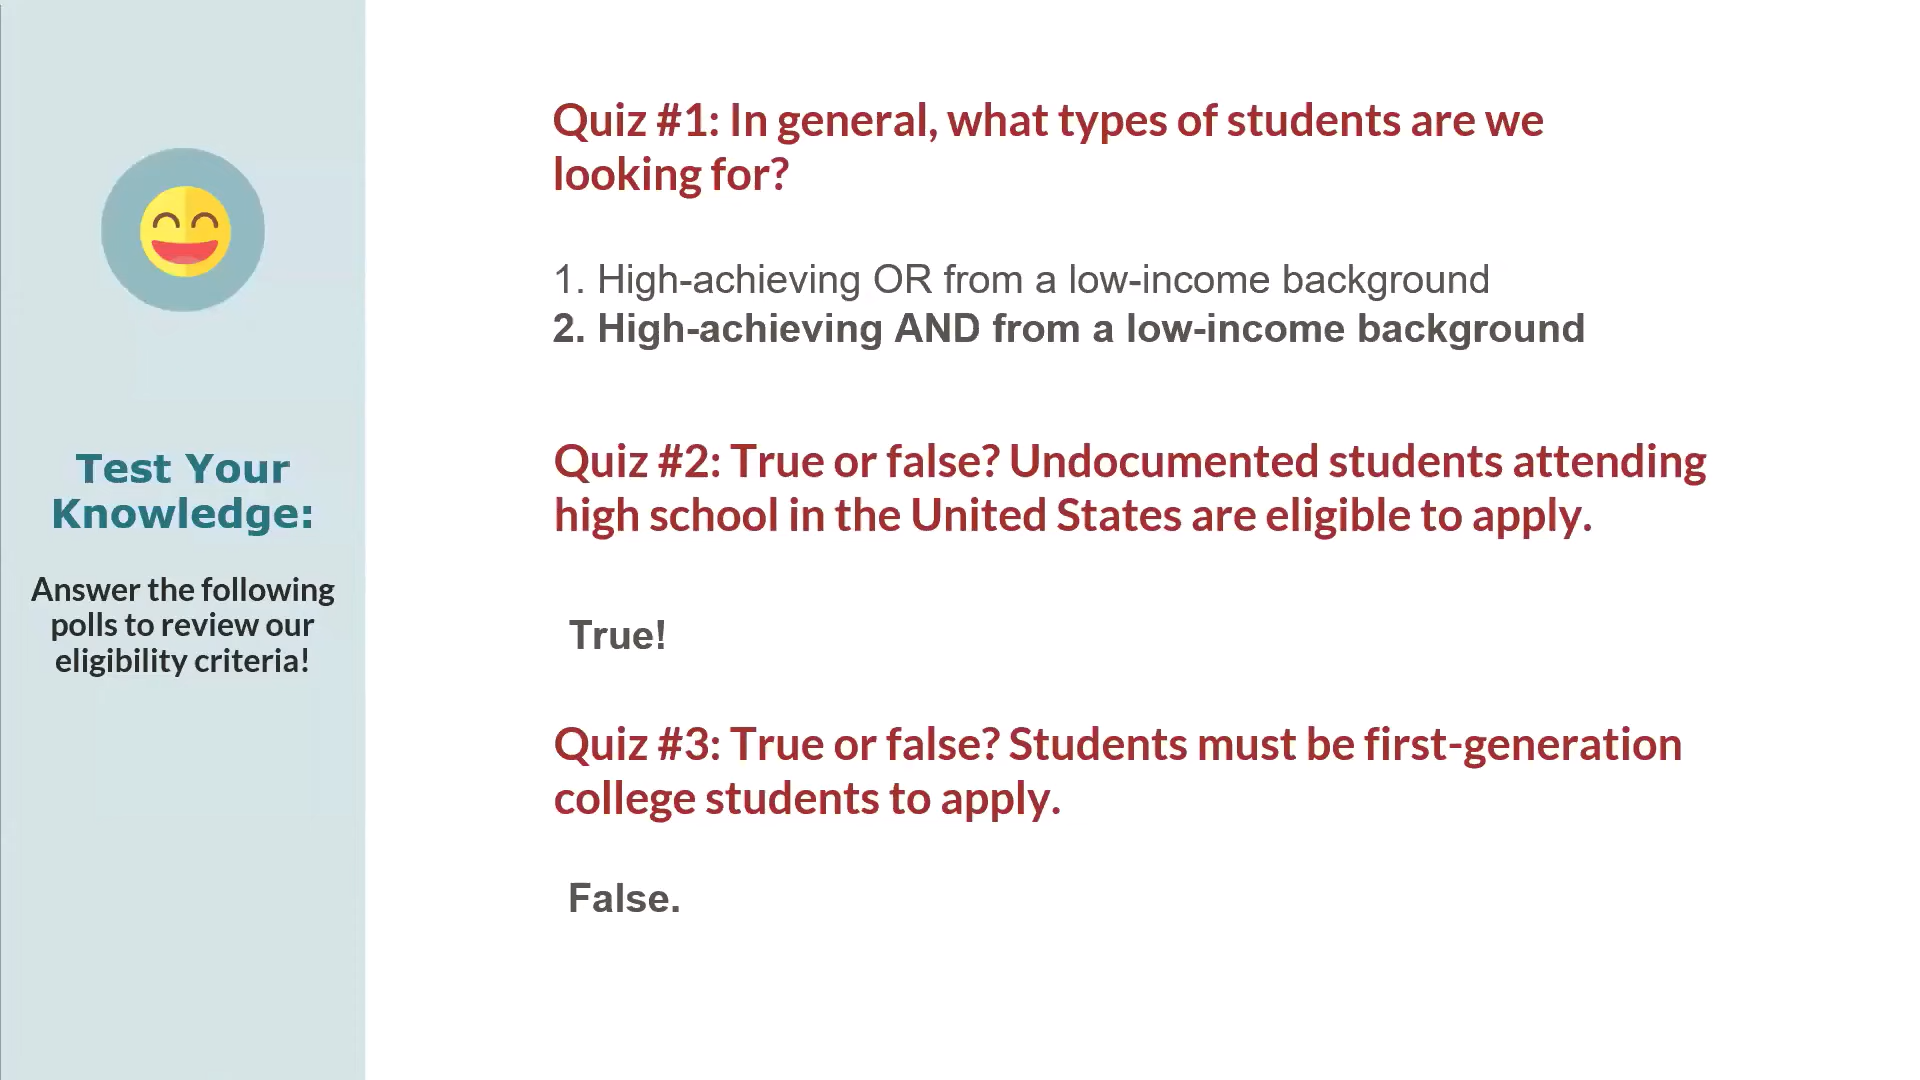 Test Your
Knowledge:
Answer the following
polls to review our
eligibility criteria!
Quiz #1: In general, what types of students are we
looking for?
1. High-achieving OR from a low-income background
2. High-achieving AND from a low-income background
Quiz #2: True or false? Undocumented students attending
high school in the United States are eligible to apply.
True!
Quiz #3: True or false? Students must be first-generation
college students to apply.
False.